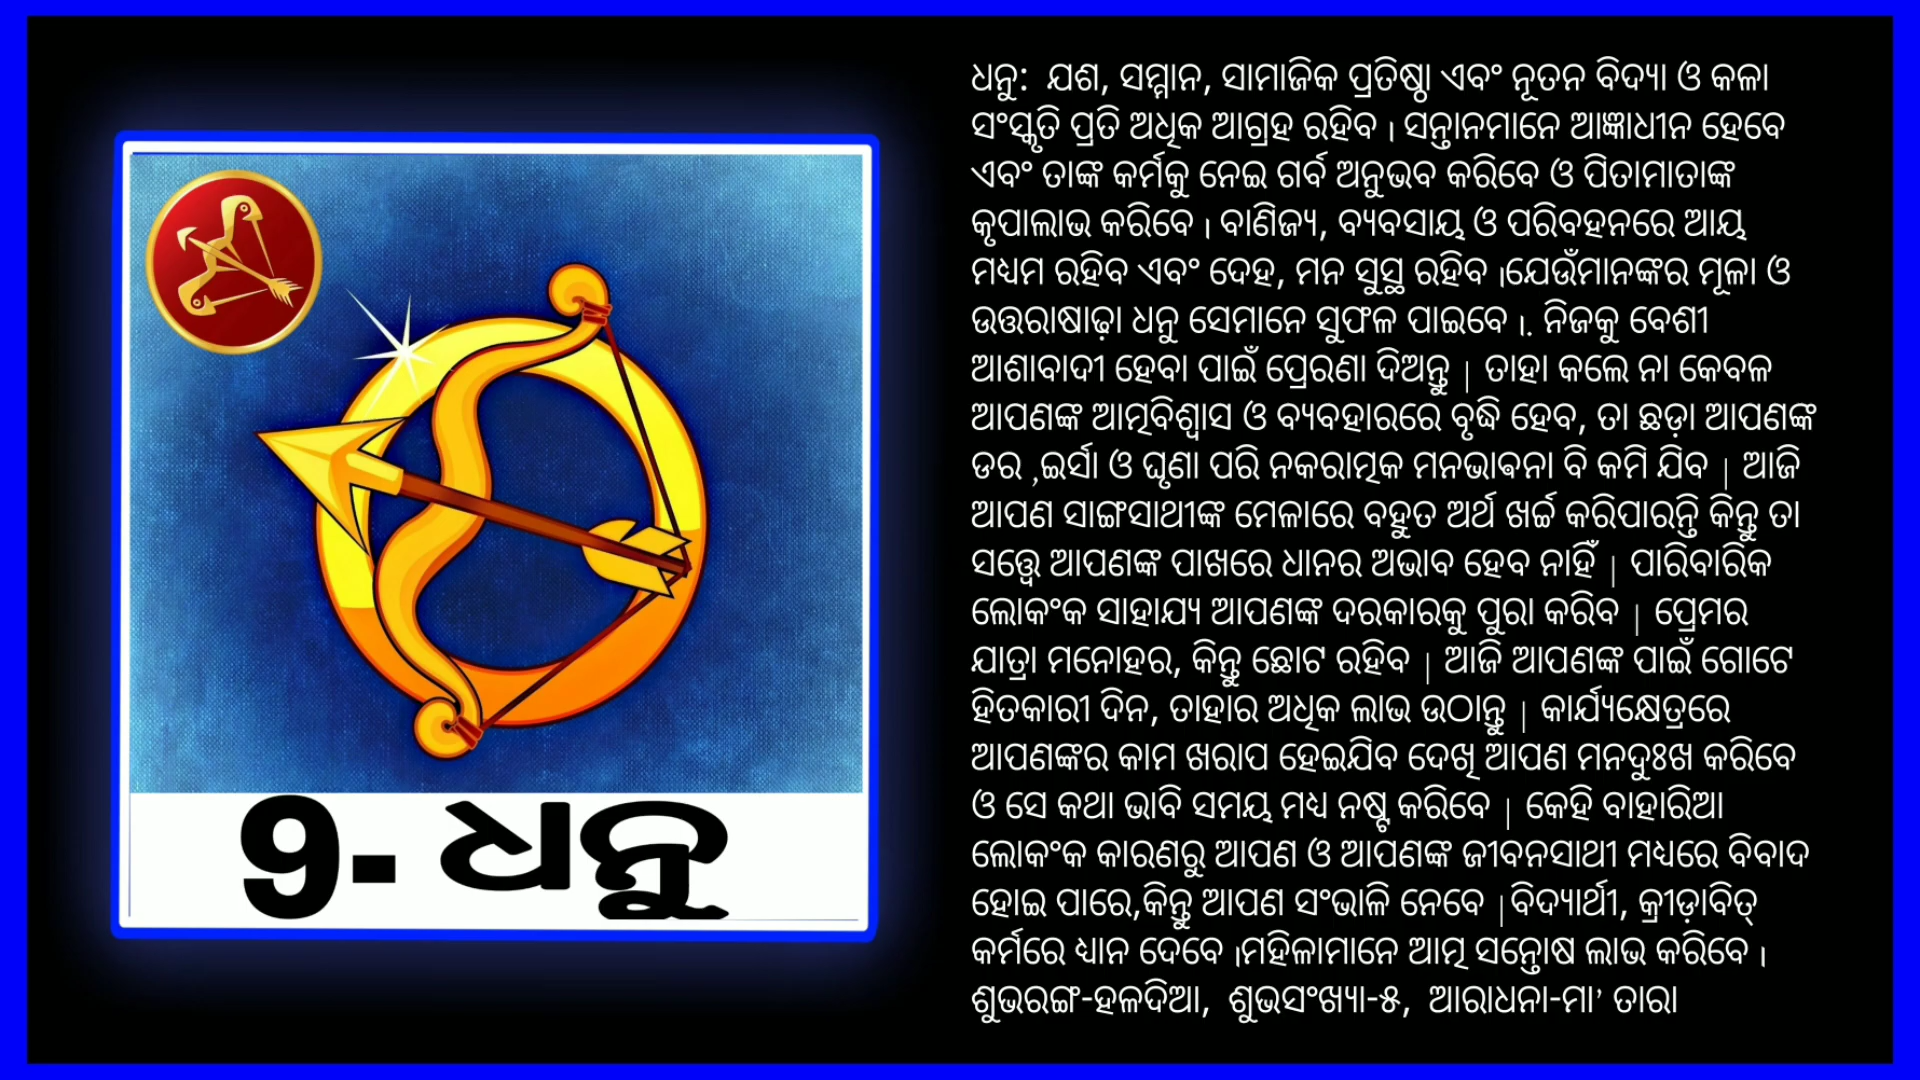 9- ଧନୁ
ଧନୁ: ଯଶ, ସମ୍ମାନ, ସାମାଜିକ ପ୍ରତିଷ୍ଠା ଏବଂ ନୂତନ ବିଦ୍ୟା ଓ କଳା
ସଂସ୍କୃତି ପ୍ରତି ଅଧିକ ଆଗ୍ରହ ରହିବ । ସନ୍ତାନମାନେ ଆଜ୍ଞାଧୀନ ହେବେ
ଏବଂ ତାଙ୍କ କର୍ମକୁ ନେଇ ଗର୍ବ ଅନୁଭବ କରିବେ ଓ ପିତାମାତାଙ୍କ
କୃପାଲାଭ କରିବେ । ବାଣିଜ୍ୟ, ବ୍ୟବସାୟ ଓ ପରିବହନରେ ଆୟ
ମଧ୍ୟମ ରହିବ ଏବଂ ଦେହ, ମନ ସୁସ୍ଥ ରହିବ ।ଯେଉଁମାନଙ୍କର ମୂଳା ଓ
ଉତ୍ତରାଷାଢ଼ା ଧନୁ ସେମାନେ ସୁଫଳ ପାଇବେ ।. ନିଜକୁ ବେଶୀ
ଆଶାବାଦୀ ହେବା ପାଇଁ ପ୍ରେରଣା ଦିଅନ୍ତୁ | ତାହା କଲେ ନା କେବଳ
ଆପଣଙ୍କ ଆତ୍ମବିଶ୍ୱାସ ଓ ବ୍ୟବହାରରେ ବୃଦ୍ଧି ହେବ, ତା ଛଡ଼ା ଆପଣଙ୍କ
ଡର ,ଇର୍ସା ଓ ଘୃଣା ପରି ନକରାତ୍ମକ ମନଭାବନା ବି କମି ଯିବ | ଆଜି
ଆପଣ ସାଙ୍ଗସାଥୀଙ୍କ ମେଳାରେ ବହୁତ ଅର୍ଥ ଖର୍ଚ୍ଚ କରିପାରନ୍ତି କିନ୍ତୁ ତା
ସତ୍ତ୍ୱେ ଆପଣଙ୍କ ପାଖରେ ଧାନର ଅଭାବ ହେବ ନାହିଁ | ପାରିବାରିକ
ଲୋକଂକ ସାହାଯ୍ୟ ଆପଣଙ୍କ ଦରକାରକୁ ପୁରା କରିବ | ପ୍ରେମର
ଯାତ୍ରା ମନୋହର, କିନ୍ତୁ ଛୋଟ ରହିବ | ଆଜି ଆପଣଙ୍କ ପାଇଁ ଗୋଟେ
ହିତକାରୀ ଦିନ, ତାହାର ଅଧିକ ଲାଭ ଉଠାନ୍ତୁ | କାର୍ଯ୍ୟକ୍ଷେତ୍ରରେ
ଆପଣଙ୍କର କାମ ଖରାପ ହେଇଯିବ ଦେଖି ଆପଣ ମନଦୁଃଖ କରିବେ
ଓ ସେ କଥା ଭାବି ସମୟ ମଧ୍ୟ ନଷ୍ଟ କରିବେ | କେହି ବାହାରିଆ
ଲୋକଂକ କାରଣରୁ ଆପଣ ଓ ଆପଣଙ୍କ ଜୀବନସାଥୀ ମଧ୍ୟରେ ବିବାଦ
ହୋଇ ପାରେ,କିନ୍ତୁ ଆପଣ ସଂଭାଳି ନେବେ |ବିଦ୍ୟାର୍ଥୀ, କ୍ରୀଡ଼ାବିତ୍
କର୍ମରେ ଧ୍ୟାନ ଦେବେ ।ମହିଳାମାନେ ଆତ୍ମ ସନ୍ତୋଷ ଲାଭ କରିବେ ।
ଶୁଭରଙ୍ଗ-ହଳଦିଆ, ଶୁଭସଂଖ୍ୟା-୫, ଆରାଧନା-ମା' ତାରା